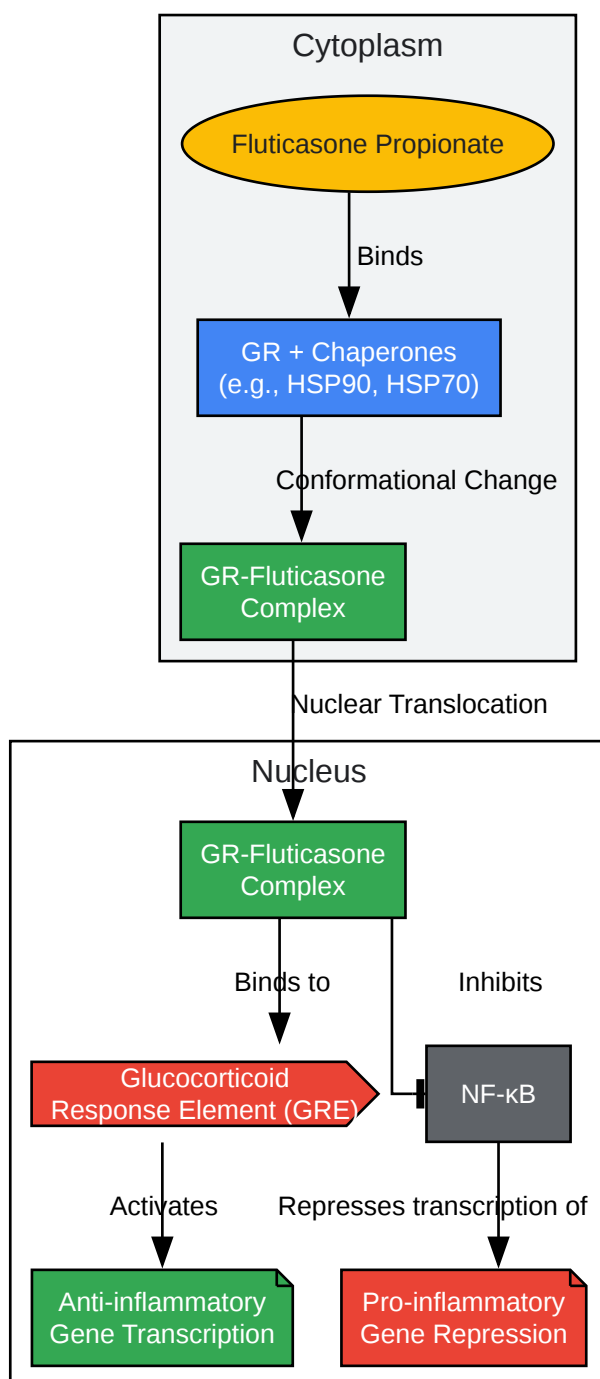 Cytoplasm
Fluticasone Propionate
Binds
GR + Chaperones
(e.g., HSP90, HSP70)
Conformational Change
GR-Fluticasone
Complex
Nuclear Translocation
Nucleus
GR-Fluticasone
Complex
Binds to
Inhibits
Glucocorticoid
Response Element (GRE)
NF-κB
Activates
Represses transcription of
Anti-inflammatory
Gene Transcription
Pro-inflammatory
Gene Repression